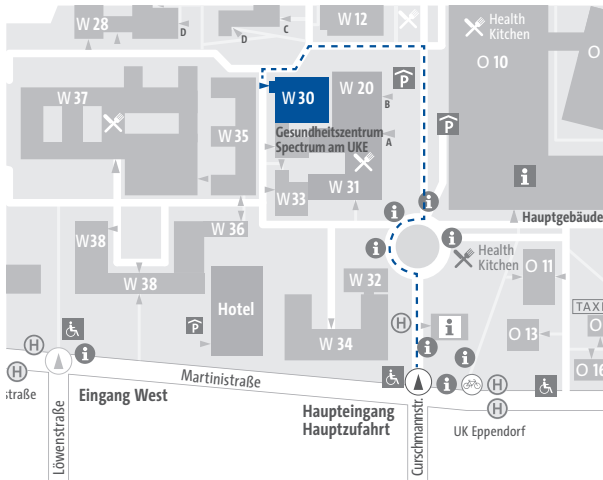 W 28
D
D
C
W 12
Health
Kitchen
O 10
O
W 37
W 35
W 30
W 20
B
A
P
P
Gesundheitszentrum
Spectrum am UKE
W 31
W 33
i
i
i
i
i
Hauptgebäude
W 38
W 36
W 38
Hotel
W 32
W 34
Health
Kitchen
O 11
TAXI
O
O 13
O 16
P
H
i
i
i
i
H
i
H
straße
Martinistraße
Löwenstraße
Eingang West
Haupteingang
Hauptzufahrt
Curschmannstr.
H
H
UK Eppendorf